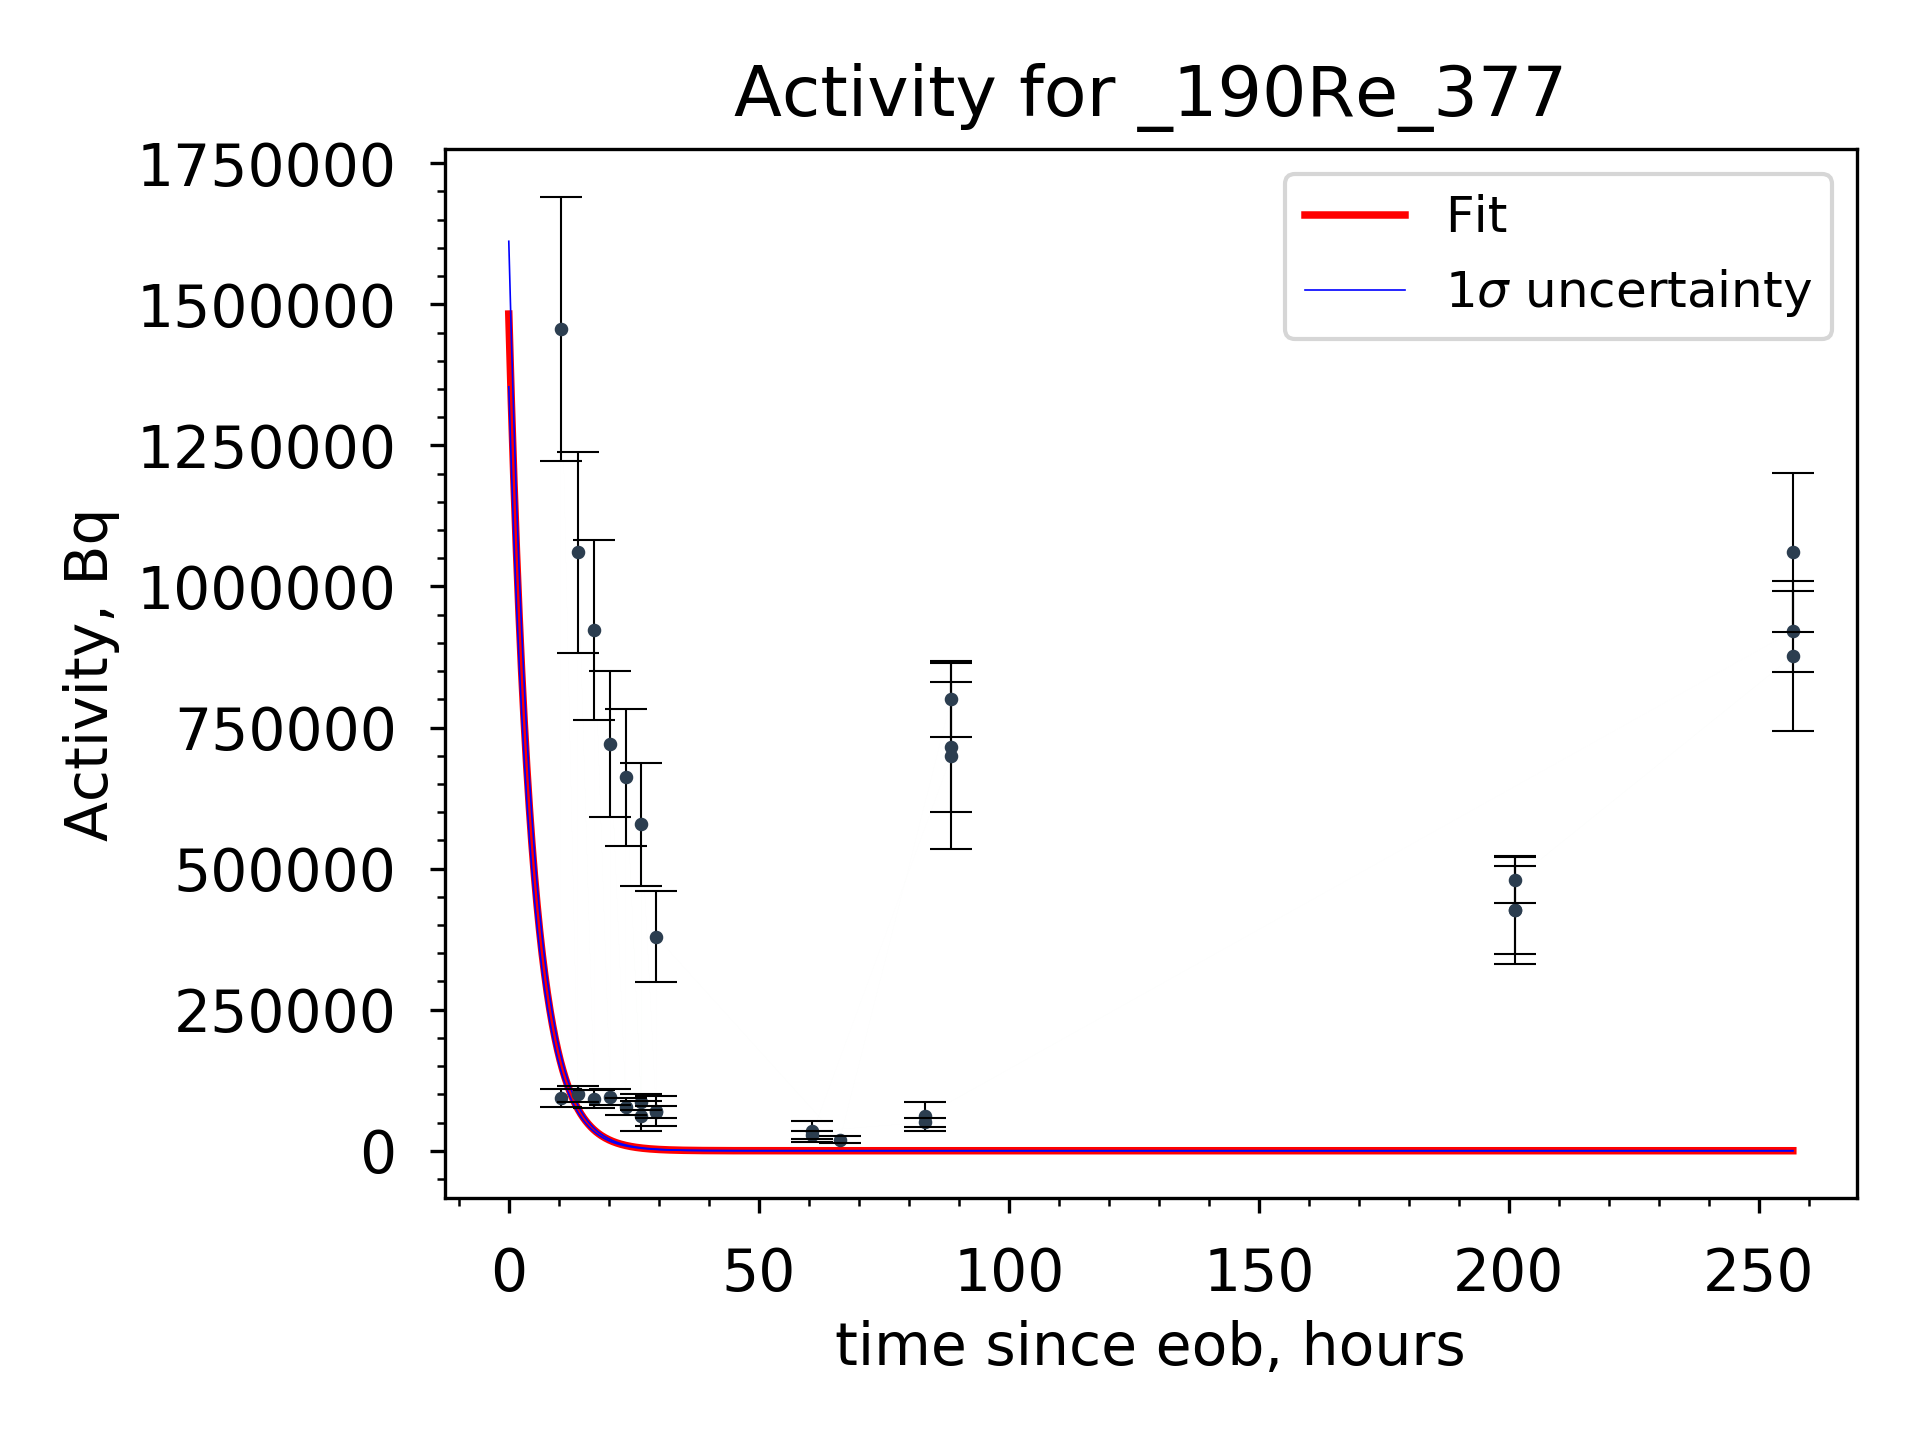 Activity for _190Re_377
1750000
1500000
1250000
1000000
750000
500000
250000
0
Activity, Bq
Fit
1σ uncertainty
0 50 100 150 200 250
time since eob, hours